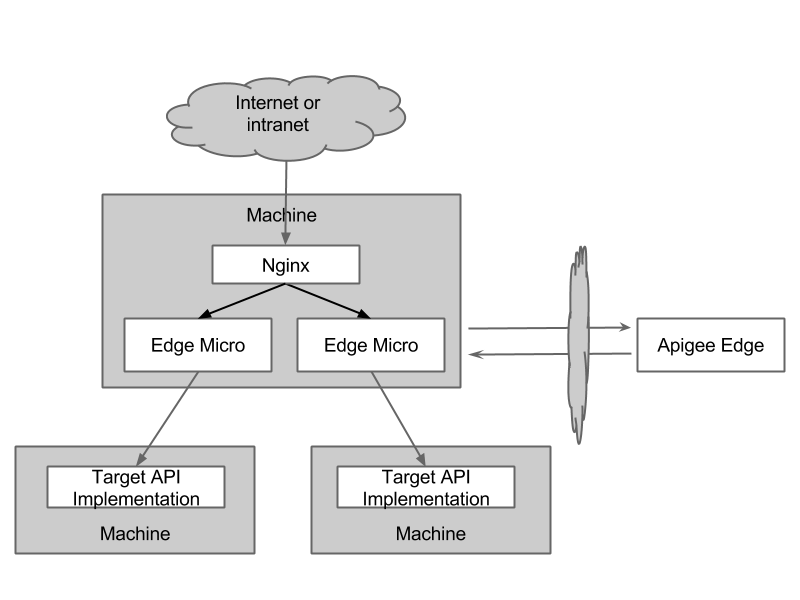 Internet or
intranet
Machine
Nginx
Edge Micro
Edge Micro
Apigee Edge
Target API
Implementation
Machine
Target API
Implementation
Machine